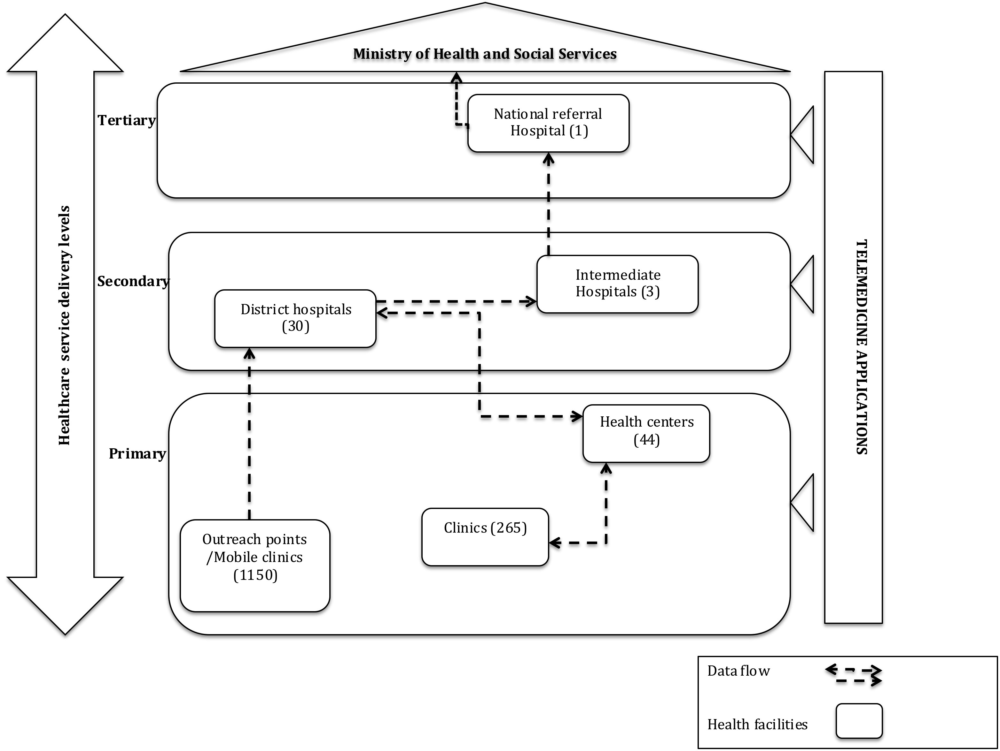 Ministry of Health and Social Services
Tertiary
National referral
Hospital (1)
Healthcare service delivery levels
Secondary
Intermediate
Hospitals (3)
District hospitals
(30)
TELEMEDICINE APPLICATIONS
Primary
Health centers
(44)
Clinics (265)
Outreach points
/Mobile clinics
(1150)
Data flow
Health facilities